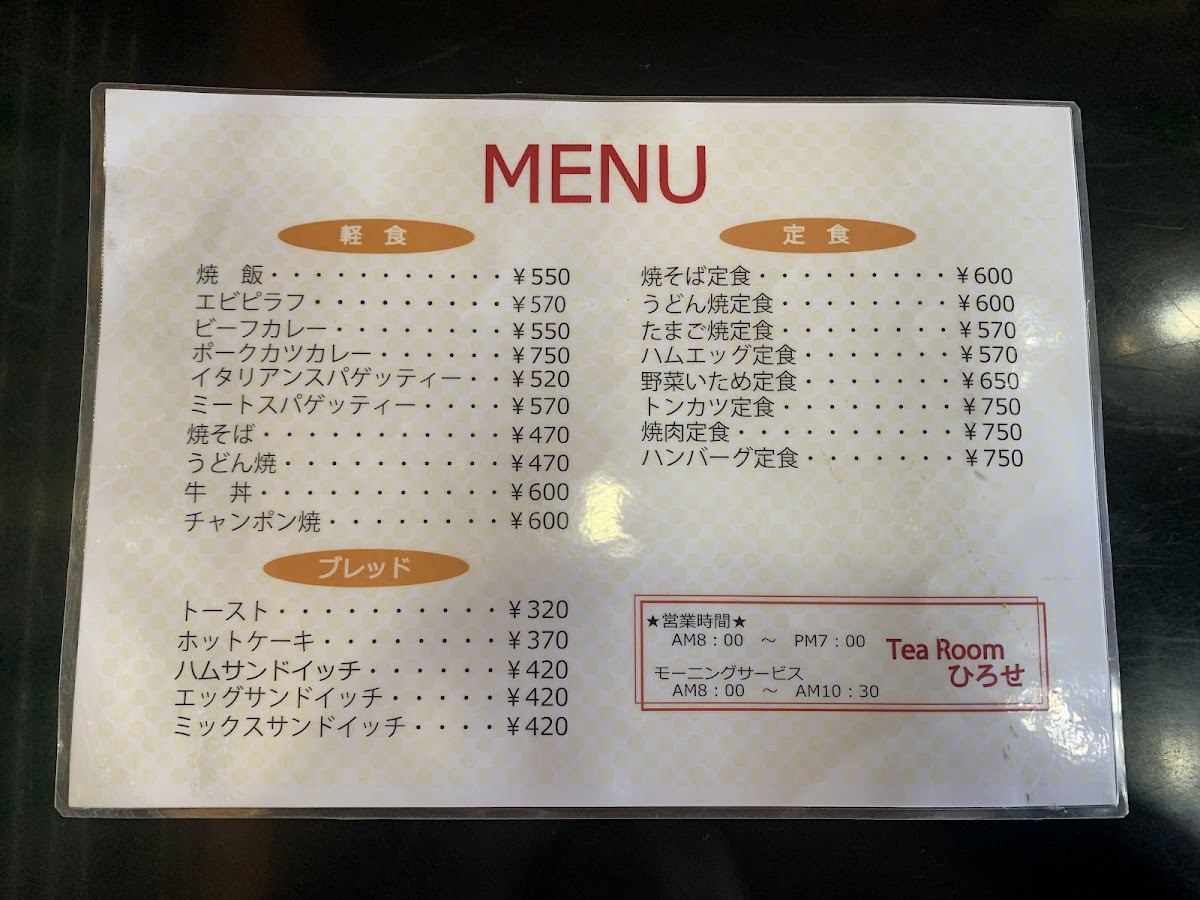 MENU
軽 食
焼 飯・・・・・・・・・・・¥550
エビピラフ・・・・・・・・・¥570
ビーフカレー・・・・・・・・¥550
ポークカツカレー・・・・・・¥750
イタリアンスパゲッティー・・¥520
ミートスパゲッティー・・・・¥570
焼そば・・・・・・・・・・・¥470
うどん焼・・・・・・・・・・¥470
牛 丼・・・・・・・・・・・¥600
チャンポン焼・・・・・・・・¥600
ブレッド
トースト・・・・・・・・・・¥320
ホットケーキ・・・・・・・・¥370
ハムサンドイッチ・・・・・・¥420
エッグサンドイッチ・・・・・¥420
ミックスサンドイッチ・・・・¥420
定 食
焼そば定食・・・・・・・・・¥600
うどん焼定食・・・・・・・・¥600
たまご焼定食・・・・・・・・¥570
ハムエッグ定食・・・・・・・¥570
野菜いため定食・・・・・・・¥650
トンカツ定食・・・・・・・・¥750
焼肉定食・・・・・・・・・・¥750
ハンバーグ定食・・・・・・・¥750
★営業時間★
AM8：00 ～ PM7：00
モーニングサービス
AM8：00 ～ AM10：30
Tea Room
ひろせ